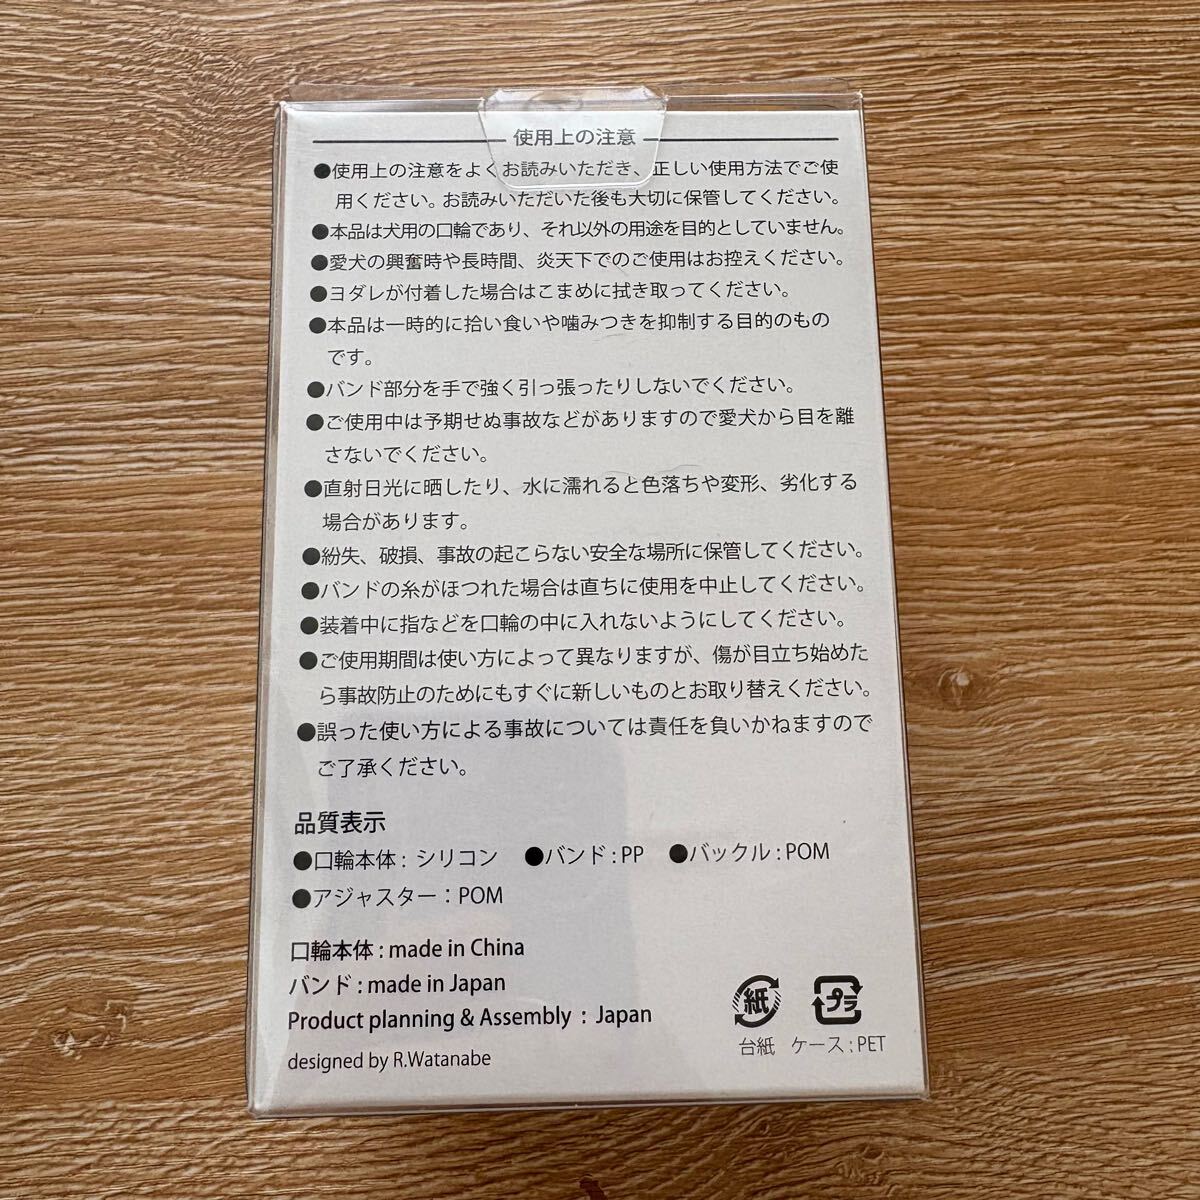 使用上の注意
●使用上の注意をよくお読みいただき、正しい使用方法でご使
用ください。お読みいただいた後も大切に保管してください。
●本品は犬用の口輪であり、それ以外の用途を目的としていません。
●愛犬の興奮時や長時間、炎天下でのご使用はお控えください。
●ヨダレが付着した場合はこまめに拭き取ってください。
●本品は一時的に拾い食いや噛みつきを抑制する目的のもの
です。
●バンド部分を手で強く引っ張ったりしないでください。
●ご使用中は予期せぬ事故などがありますので愛犬から目を離
さないでください。
●直射日光に晒したり、水に濡れると色落ちや変形、劣化する
場合があります。
●紛失、破損、事故の起こらない安全な場所に保管してください。
●バンドの糸がほつれた場合は直ちに使用を中止してください。
●装着中に指などを口輪の中に入れないようにしてください。
●ご使用期間は使い方によって異なりますが、傷が目立ち始めた
ら事故防止のためにもすぐに新しいものとお取り替えください。
●誤った使い方による事故については責任を負いかねますので
ご了承ください。
品質表示
●口輪本体：シリコン ●バンド：PP ●バックル：POM
●アジャスター：POM
口輪本体 : made in China
バンド : made in Japan
Product planning & Assembly : Japan
designed by R.Watanabe
紙 プラ
台紙 ケース：PET